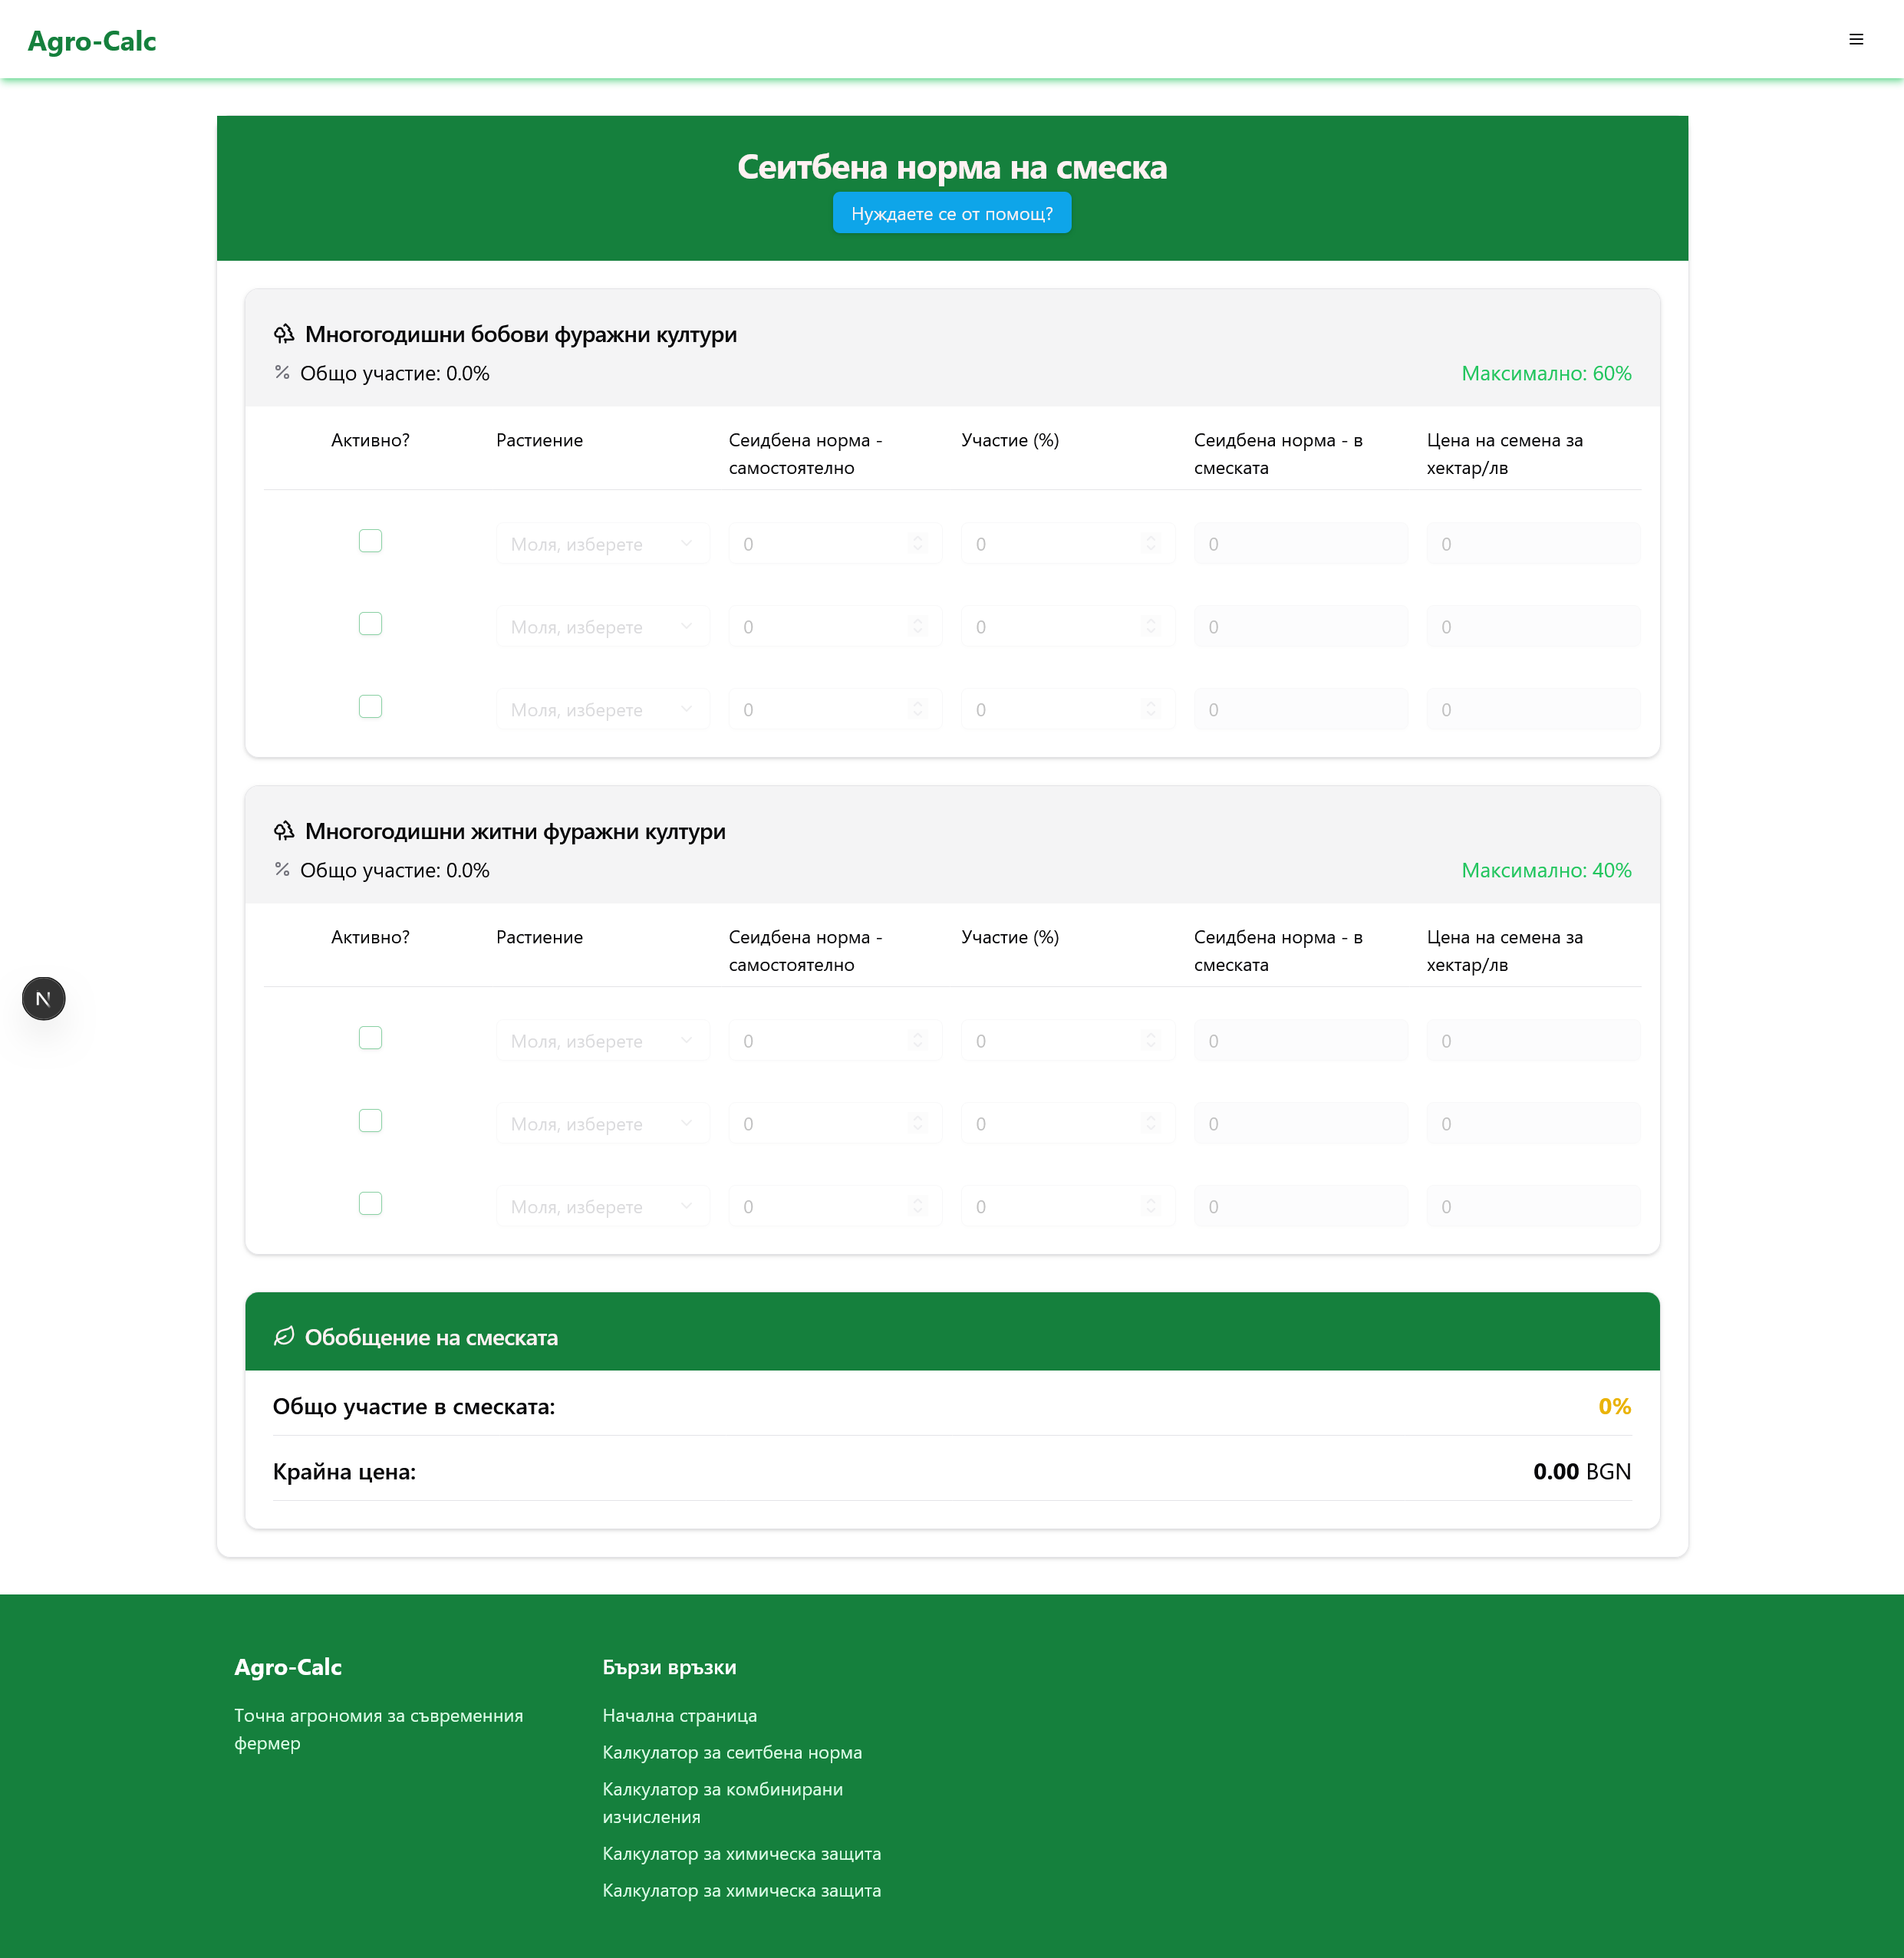 Agro-Calc
Сеитбена норма на смеска
Нуждаете се от помощ?
Многогодишни бобови фуражни култури
Общо участие: 0.0%
Максимално: 60%
Активно? Растиение Сеидбена норма - самостоятелно Участие (%) Сеидбена норма - в смеската Цена на семена за хектар/лв
Моля, изберете 0 0 0 0
Моля, изберете 0 0 0 0
Моля, изберете 0 0 0 0
Многогодишни житни фуражни култури
Общо участие: 0.0%
Максимално: 40%
Активно? Растиение Сеидбена норма - самостоятелно Участие (%) Сеидбена норма - в смеската Цена на семена за хектар/лв
Моля, изберете 0 0 0 0
Моля, изберете 0 0 0 0
Моля, изберете 0 0 0 0
N
Обобщение на смеската
Общо участие в смеската: 0%
Крайна цена: 0.00 BGN
Agro-Calc
Точна агрономия за съвременния
фермер
Бързи връзки
Начална страница
Калкулатор за сеитбена норма
Калкулатор за комбинирани
изчисления
Калкулатор за химическа защита
Калкулатор за химическа защита